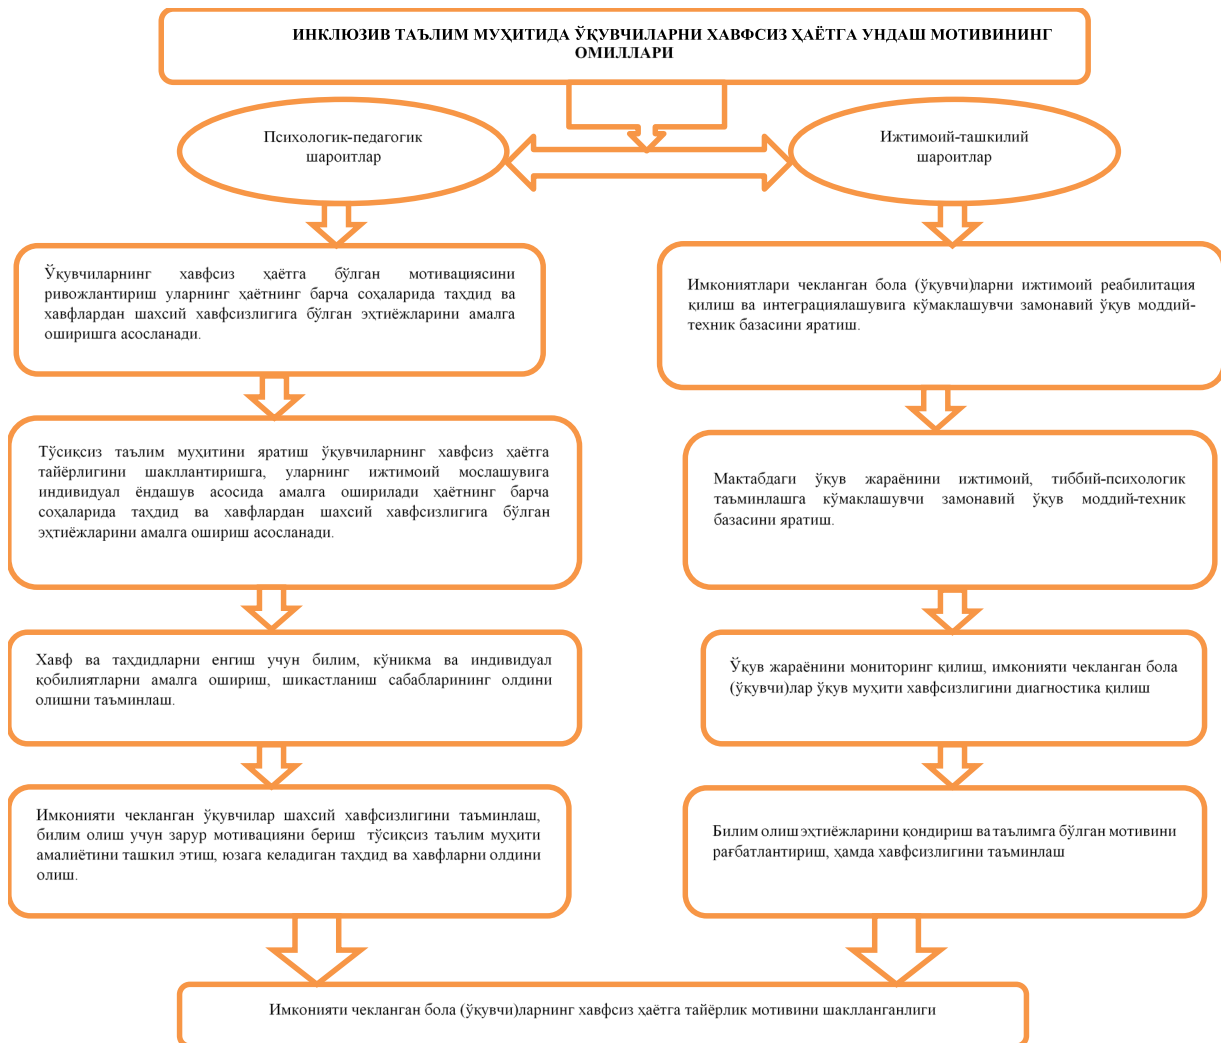 ИНКЛЮЗИВ ТАЪЛИМ МУҲИТИДА ЎҚУВЧИЛАРНИ ХАВФСИЗ ҲАЁТГА УНДАШ МОТИВИНИНГ
ОМИЛЛАРИ
Психологик-педагогик
шароитлар
Ижтимоий-ташкилий
шароитлар
Ўқувчиларнинг хавфсиз ҳаётга бўлган мотивациясини
ривожлантириш уларнинг ҳаётнинг барча соҳаларида таҳдид ва
хавфлардан шахсий хавфсизлигига бўлган эҳтиёжларини амалга
оширишга асосланади.
Имкониятлари чекланган бола (ўқувчи)ларни ижтимоий реабилитация
қилиш ва интеграциялашувига кўмаклашувчи замонавий ўқув моддий-
техник базасини яратиш.
Тўсиқсиз таълим муҳитини яратиш ўқувчиларнинг хавфсиз ҳаётга
тайёрлигини шакллантиришга, уларнинг ижтимоий мослашувига
индивидуал ёндашув асосида амалга оширилади ҳаётнинг барча
соҳаларида таҳдид ва хавфлардан шахсий хавфсизлигига бўлган
эҳтиёжларини амалга ошириш асосланади.
Мактабдаги ўқув жараёнини ижтимоий, тиббий-психологик
таъминлашга кўмаклашувчи замонавий ўқув моддий-техник
базасини яратиш.
Хавф ва таҳдидларни енгиш учун билим, кўникма ва индивидуал
қобилиятларни амалга ошириш, шикастланиш сабабларининг олдини
олишни таъминлаш.
Ўқув жараёнини мониторинг қилиш, имконияти чекланган бола
(ўқувчи)лар ўқув муҳити хавфсизлигини диагностика қилиш
Имконияти чекланган ўқувчилар шахсий хавфсизлигини таъминлаш,
билим олиш учун зарур мотивацияни бериш тўсиқсиз таълим муҳити
амалиётини ташкил этиш, юзага келадиган таҳдид ва хавфларни олдини
олиш.
Билим олиш эҳтиёжларини қондириш ва таълимга бўлган мотивини
рағбатлантириш, ҳамда хавфсизлигини таъминлаш
Имконияти чекланган бола (ўқувчи)ларнинг хавфсиз ҳаётга тайёрлик мотивини шаклланганлиги